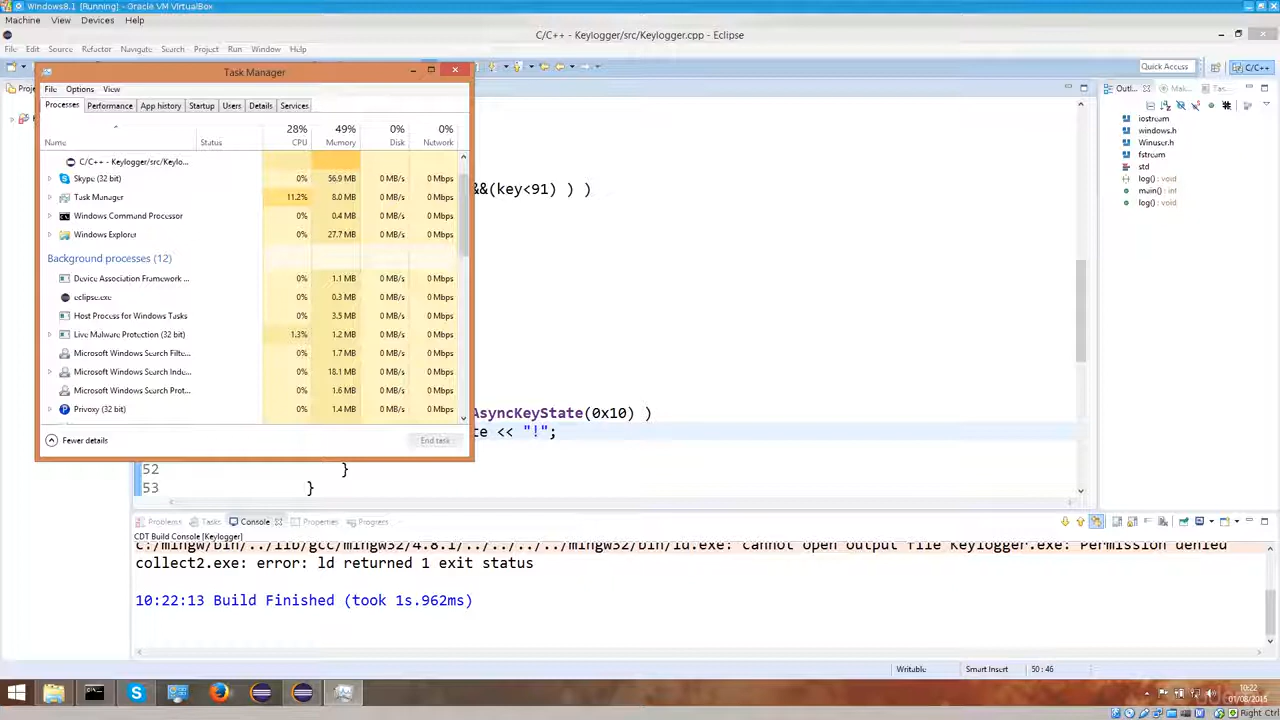 Windows8.1 [Running] - Oracle VM VirtualBox
Machine View Devices Help
C/C++ - Keylogger/src/Keylogger.cpp - Eclipse
File Edit Source Refactor Navigate Search Project Run Window Help
Quick Access
C/C++
Task Manager
File Options View
Processes Performance App history Startup Users Details Services
28% 49% 0% 0%
Name Status CPU Memory Disk Network
C/C++ - Keylogger/src/Keylo...
Skype (32 bit) 0% 56.9 MB 0 MB/s 0 Mbps
Task Manager 11.2% 8.0 MB 0 MB/s 0 Mbps
Windows Command Processor 0% 0.4 MB 0 MB/s 0 Mbps
Windows Explorer 0% 27.7 MB 0 MB/s 0 Mbps
Background processes (12)
Device Association Framework ... 0% 1.1 MB 0 MB/s 0 Mbps
eclipse.exe 0% 0.3 MB 0 MB/s 0 Mbps
Host Process for Windows Tasks 0% 3.5 MB 0 MB/s 0 Mbps
Live Malware Protection (32 bit) 1.3% 1.2 MB 0 MB/s 0 Mbps
Microsoft Windows Search Filte... 0% 1.7 MB 0 MB/s 0 Mbps
Microsoft Windows Search Inde... 0% 18.1 MB 0 MB/s 0 Mbps
Microsoft Windows Search Prot... 0% 1.6 MB 0 MB/s 0 Mbps
Privoxy (32 bit) 0% 1.4 MB 0 MB/s 0 Mbps
Fewer details End task
Proj
&&(key<91) ) )
AsyncKeyState(0x10) )
te << "!";
52 }
53 }
Outl... Mak... Tas...
iostream
windows.h
Winuser.h
fstream
std
log() : void
main() : int
log() : void
Problems Tasks Console Properties Progress
CDT Build Console [Keylogger]
C:/mingw/bin/../lib/gcc/mingw32/4.8.1/../../../../mingw32/bin/ld.exe: cannot open output file Keylogger.exe: Permission denied
collect2.exe: error: ld returned 1 exit status
10:22:13 Build Finished (took 1s.962ms)
Writable Smart Insert 50 : 46
10:22
01/08/2015
Right Ctrl